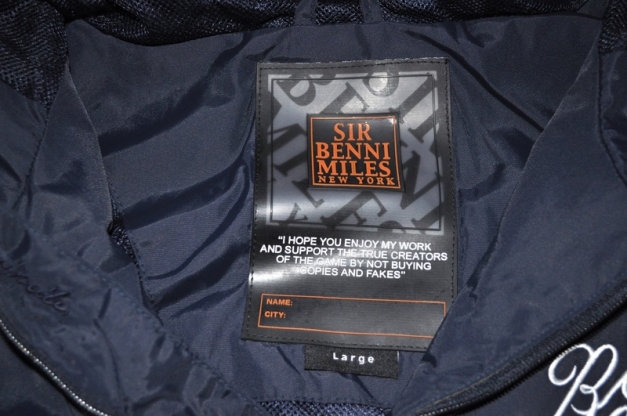 SIR
BENNI
MILES
NEW YORK
"I HOPE YOU ENJOY MY WORK
AND SUPPORT THE TRUE CREATORS
OF THE GAME BY NOT BUYING
"COPIES AND FAKES"
NAME:
CITY:
Large